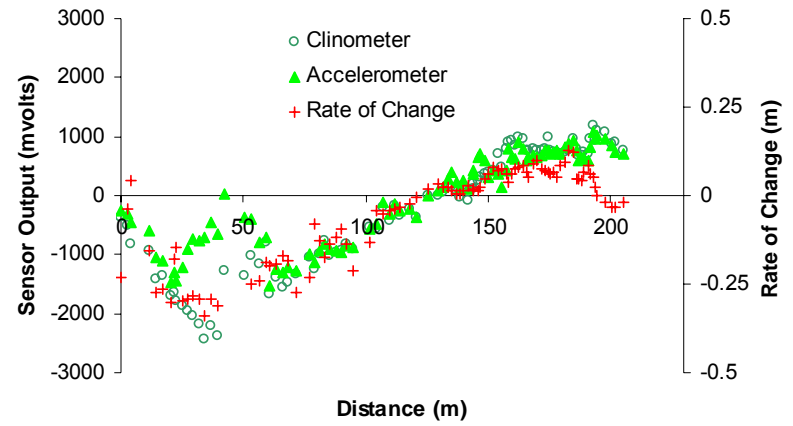 3000
2000
1000
0
-1000
-2000
-3000
Sensor Output (mvolts)
Clinometer
Accelerometer
Rate of Change
0
50
100
150
200
Distance (m)
0.5
0.25
0
-0.25
-0.5
Rate of Change (m)